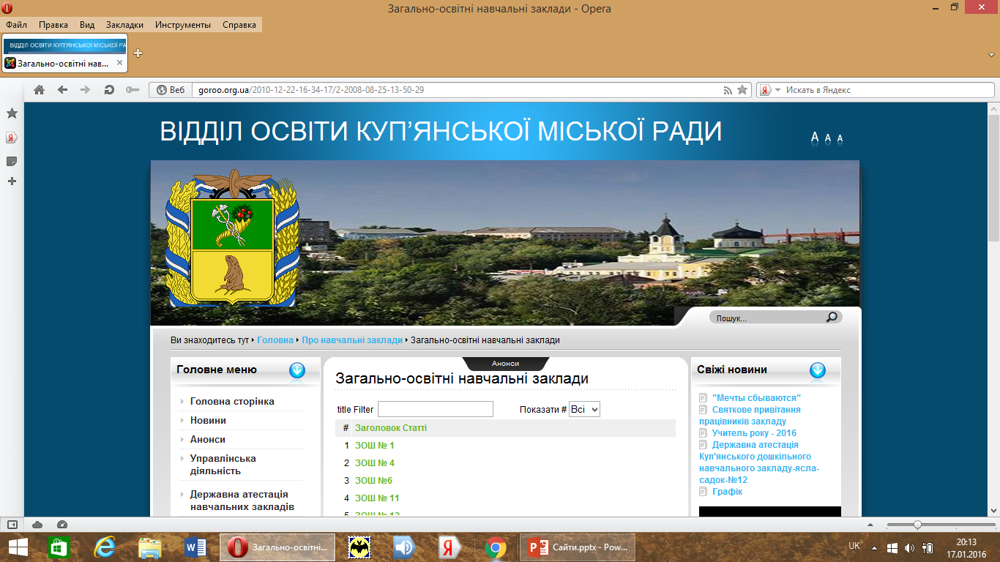 Загально-освітні навчальні заклади - Opera
Файл Правка Вид Закладки Инструменты Справка
ВІДДІЛ ОСВІТИ КУП'ЯНСЬКОЇ МІСЬКОЇ РА
Загально-освітні нав...
Веб goroo.org.ua/2010-12-22-16-34-17/2-2008-08-25-13-50-29 Искать в Яндекс
ВІДДІЛ ОСВІТИ КУП'ЯНСЬКОЇ МІСЬКОЇ РАДИ
A A A
Пошук...
Ви знаходитесь тут Головна Про навчальні заклади Загально-освітні навчальні заклади
Головне меню
Головна сторінка
Новини
Анонси
Управлінська
діяльність
Державна атестація
навчальних закладів
Анонси
Загально-освітні навчальні заклади
title Filter Показати # Всі
# Заголовок Статті
1 ЗОШ № 1
2 ЗОШ № 4
3 ЗОШ №6
4 ЗОШ № 11
5 ЗОШ № 12
Свіжі новини
"Мечты сбываются"
Святкове привітання
працівників закладу
Учитель року - 2016
Державна атестація
Куп'янського дошкільного
навчального закладу-ясла-
садок-№12
Графік
Загально-освітні...
Сайти.pptx - Pow...
UK
20:13
17.01.2016